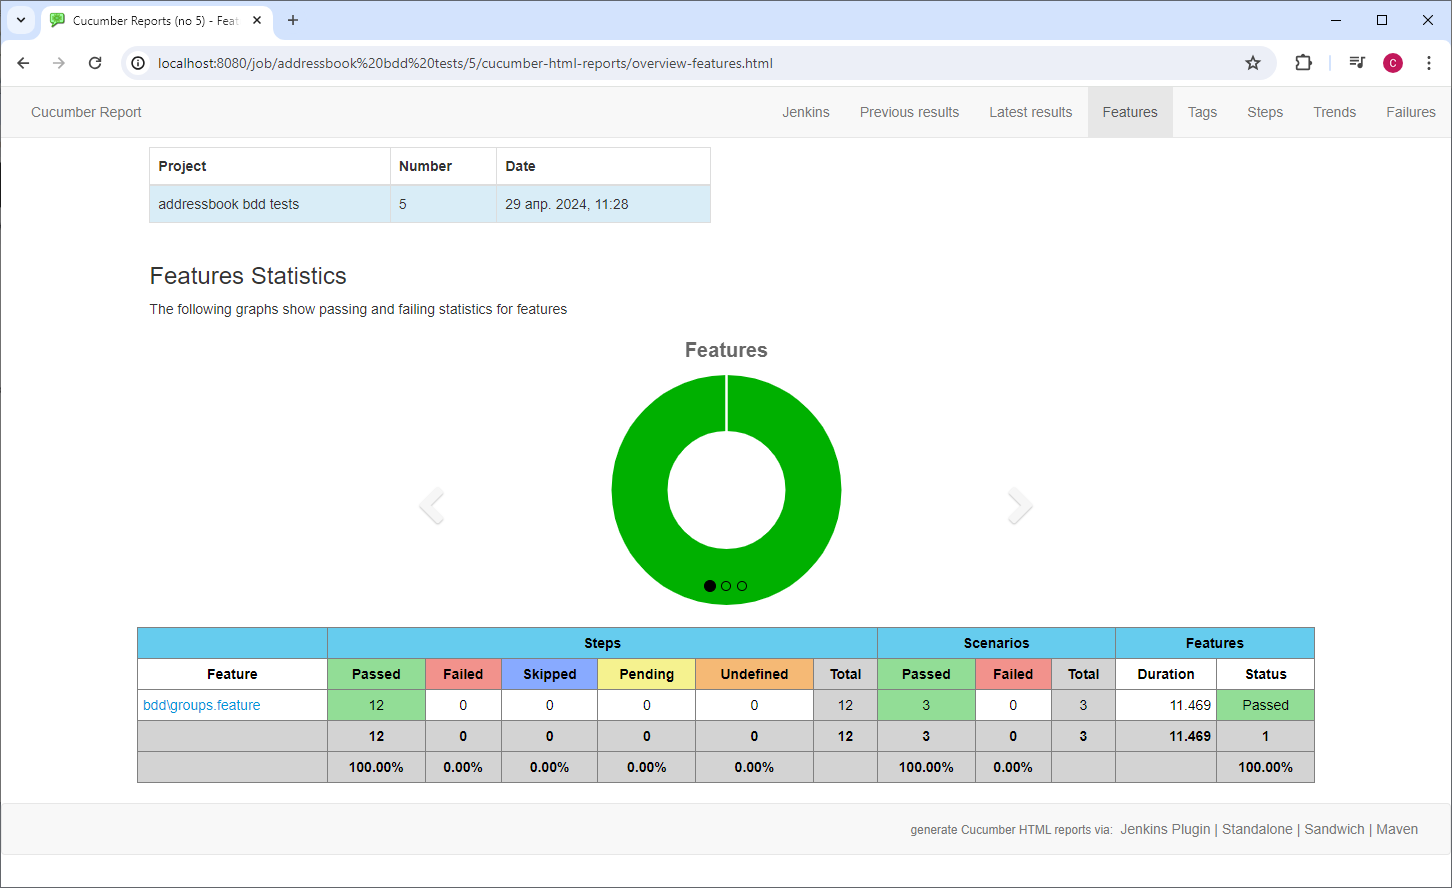 Cucumber Reports (no 5) - Feat
localhost:8080/job/addressbook%20bdd%20tests/5/cucumber-html-reports/overview-features.html
C
Cucumber Report Jenkins Previous results Latest results Features Tags Steps Trends Failures
Project Number Date
addressbook bdd tests 5 29 апр. 2024, 11:28
Features Statistics
The following graphs show passing and failing statistics for features
Features
Steps Scenarios Features
Feature Passed Failed Skipped Pending Undefined Total Passed Failed Total Duration Status
bdd\groups.feature 12 0 0 0 0 12 3 0 3 11.469 Passed
12 0 0 0 0 12 3 0 3 11.469 1
100.00% 0.00% 0.00% 0.00% 0.00% 100.00% 0.00% 100.00%
generate Cucumber HTML reports via: Jenkins Plugin | Standalone | Sandwich | Maven